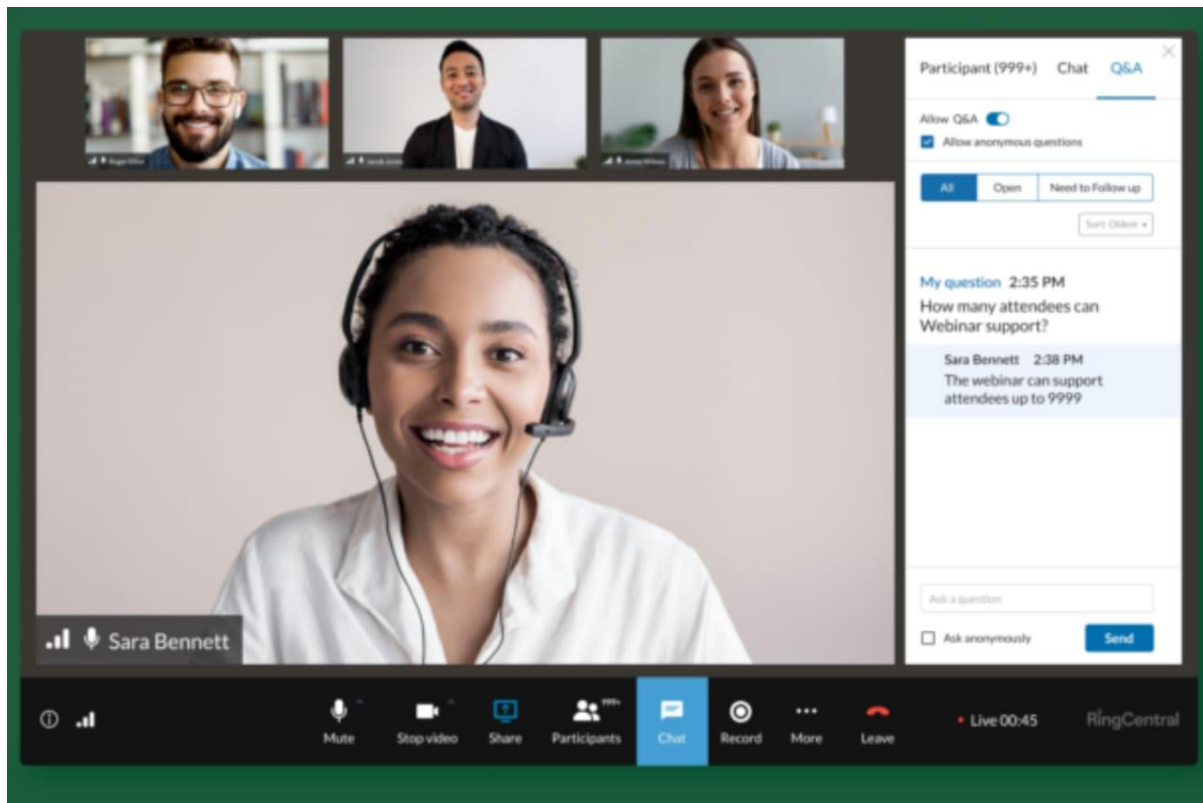 Participant (999+) Chat Q&A
Allow Q&A
Allow anonymous questions
All Open Need to Follow up
Sort: Oldest
My question 2:35 PM
How many attendees can
Webinar support?
Sara Bennett 2:38 PM
The webinar can support
attendees up to 9999
Ask a question
Ask anonymously Send
Sara Bennett
999+
Mute Stop video Share Participants Chat Record More Leave
Live 00:45
RingCentral